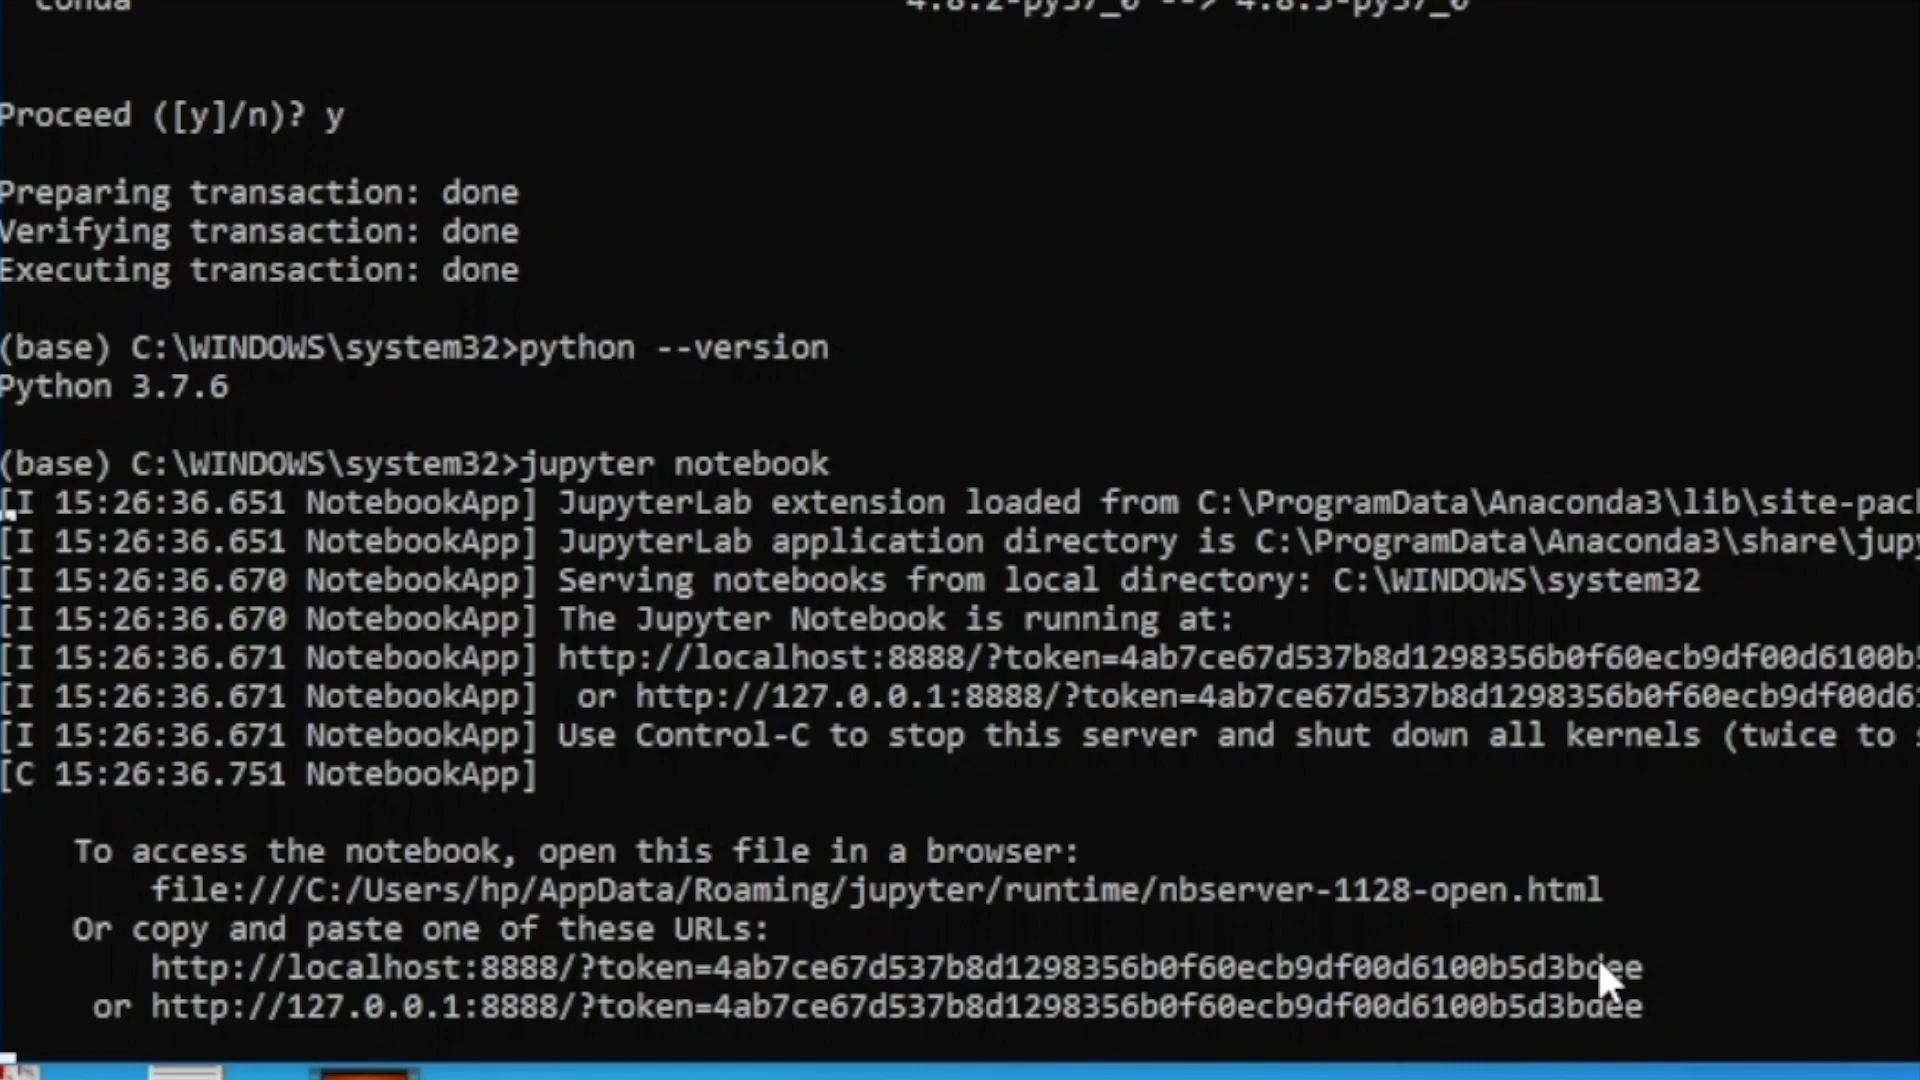 conda 4.8.2-py37_0 --> 4.8.3-py37_0
Proceed ([y]/n)? y
Preparing transaction: done
Verifying transaction: done
Executing transaction: done
(base) C:\WINDOWS\system32>python --version
Python 3.7.6
(base) C:\WINDOWS\system32>jupyter notebook
[I 15:26:36.651 NotebookApp] JupyterLab extension loaded from C:\ProgramData\Anaconda3\lib\site-pack
[I 15:26:36.651 NotebookApp] JupyterLab application directory is C:\ProgramData\Anaconda3\share\jupy
[I 15:26:36.670 NotebookApp] Serving notebooks from local directory: C:\WINDOWS\system32
[I 15:26:36.670 NotebookApp] The Jupyter Notebook is running at:
[I 15:26:36.671 NotebookApp] http://localhost:8888/?token=4ab7ce67d537b8d1298356b0f60ecb9df00d6100b5
[I 15:26:36.671 NotebookApp]  or http://127.0.0.1:8888/?token=4ab7ce67d537b8d1298356b0f60ecb9df00d61
[I 15:26:36.671 NotebookApp] Use Control-C to stop this server and shut down all kernels (twice to s
[C 15:26:36.751 NotebookApp]
To access the notebook, open this file in a browser:
file:///C:/Users/hp/AppData/Roaming/jupyter/runtime/nbserver-1128-open.html
Or copy and paste one of these URLs:
http://localhost:8888/?token=4ab7ce67d537b8d1298356b0f60ecb9df00d6100b5d3bdee
or http://127.0.0.1:8888/?token=4ab7ce67d537b8d1298356b0f60ecb9df00d6100b5d3bdee